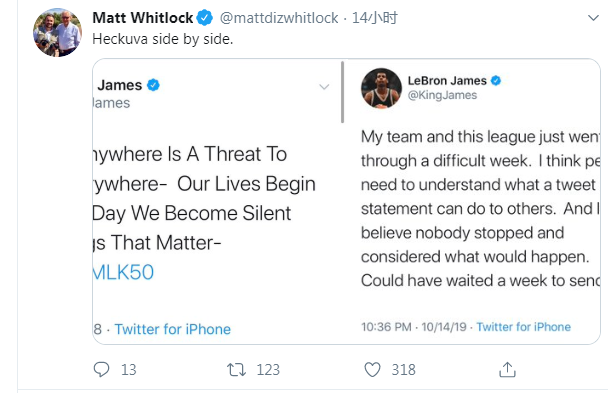 Matt Whitlock @mattdizwhitlock · 14小时
Heckuva side by side.
James
James
nywhere Is A Threat To
ywhere- Our Lives Begin
Day We Become Silent
gs That Matter-
MLK50
8 · Twitter for iPhone
LeBron James
@KingJames
My team and this league just wen
through a difficult week. I think pe
need to understand what a tweet
statement can do to others. And I
believe nobody stopped and
considered what would happen.
Could have waited a week to send
10:36 PM · 10/14/19 · Twitter for iPhone
13
123
318